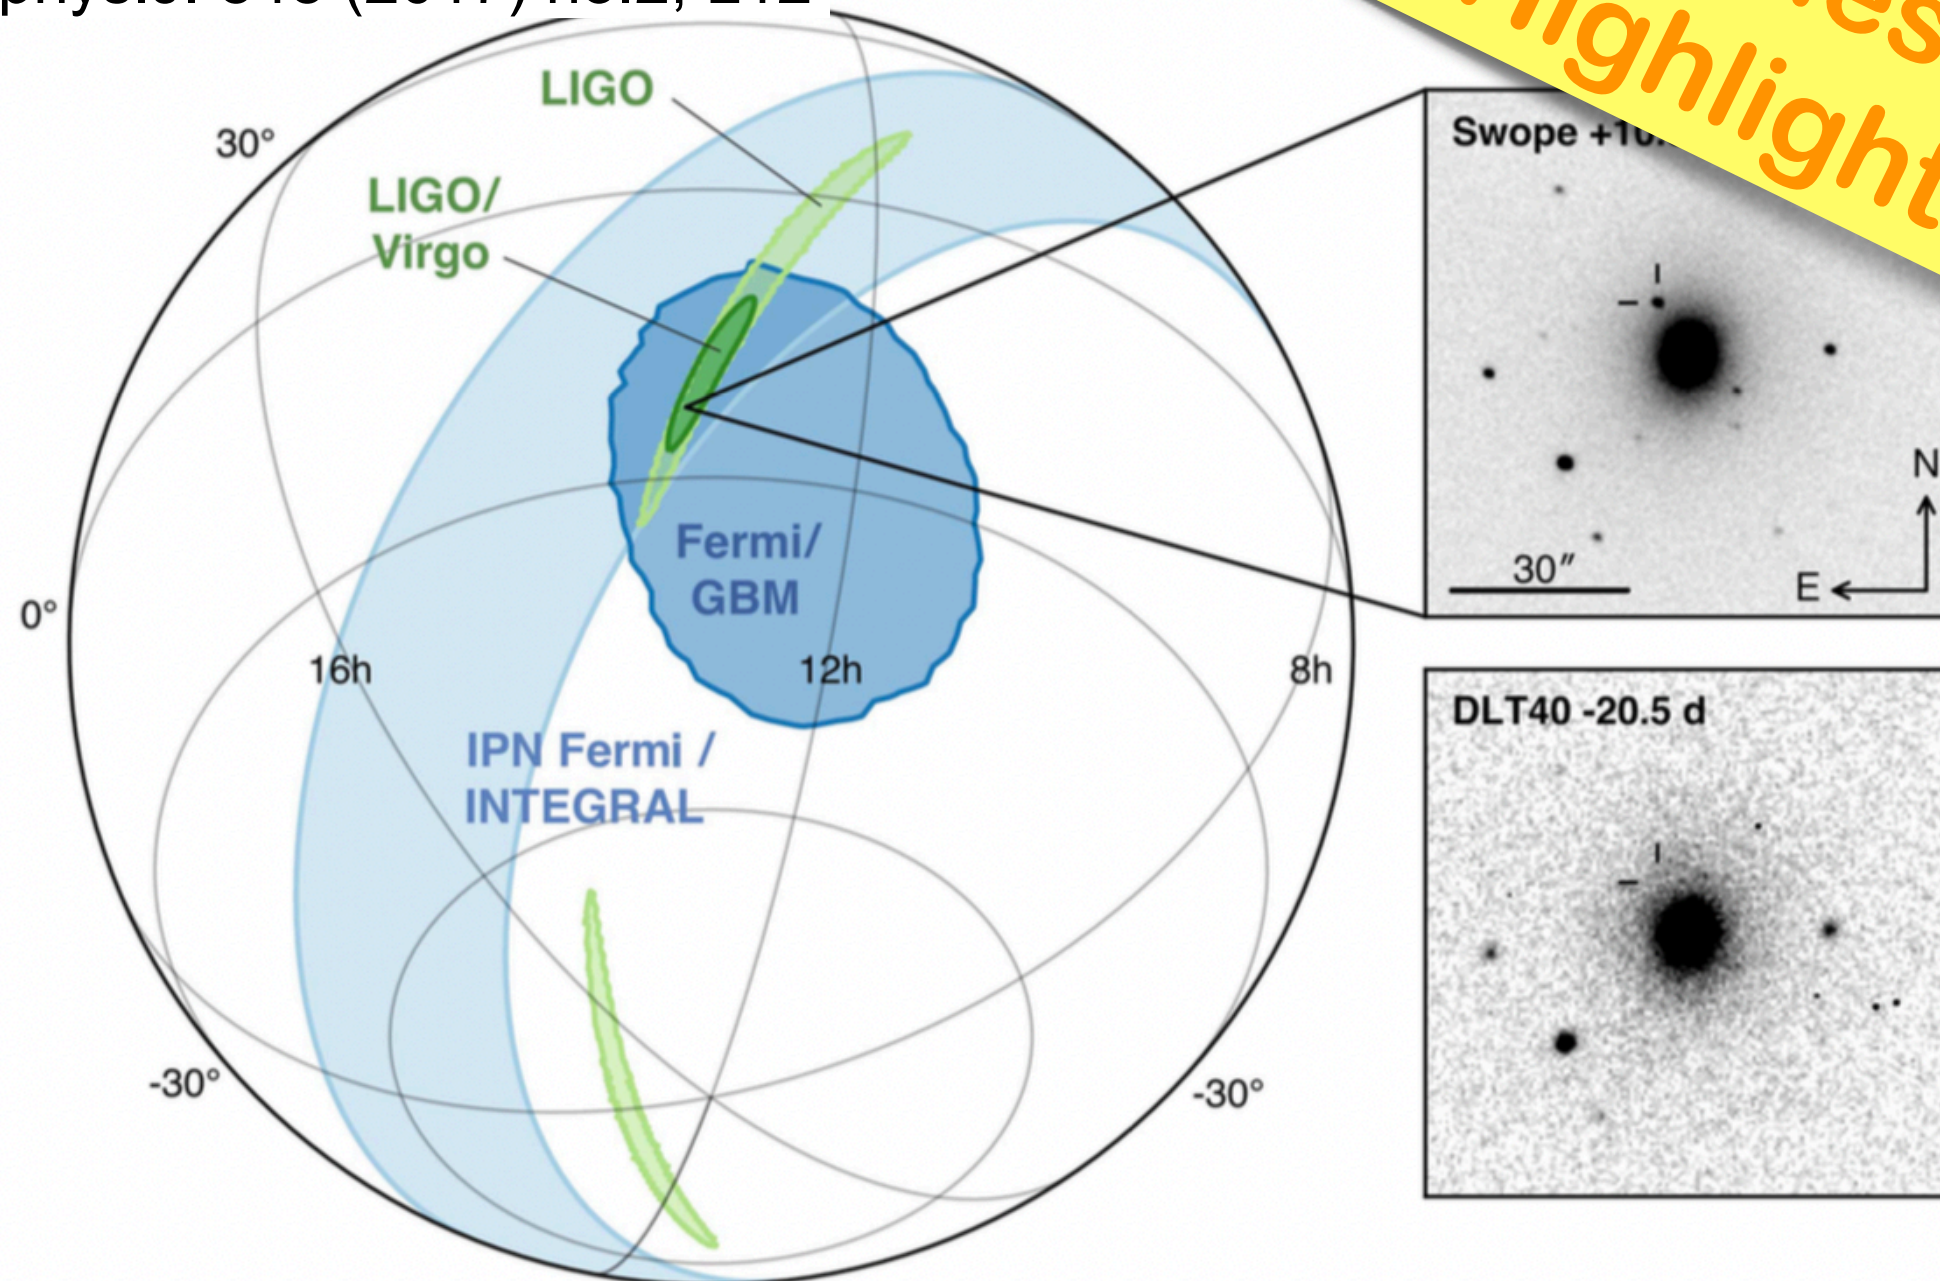 LIGO
30°
LIGO/
Virgo
Swope
highlight
N
30″
E
Fermi/
GBM
0°
16h
12h
8h
IPN Fermi /
INTEGRAL
DLT40 -20.5 d
-30°
-30°